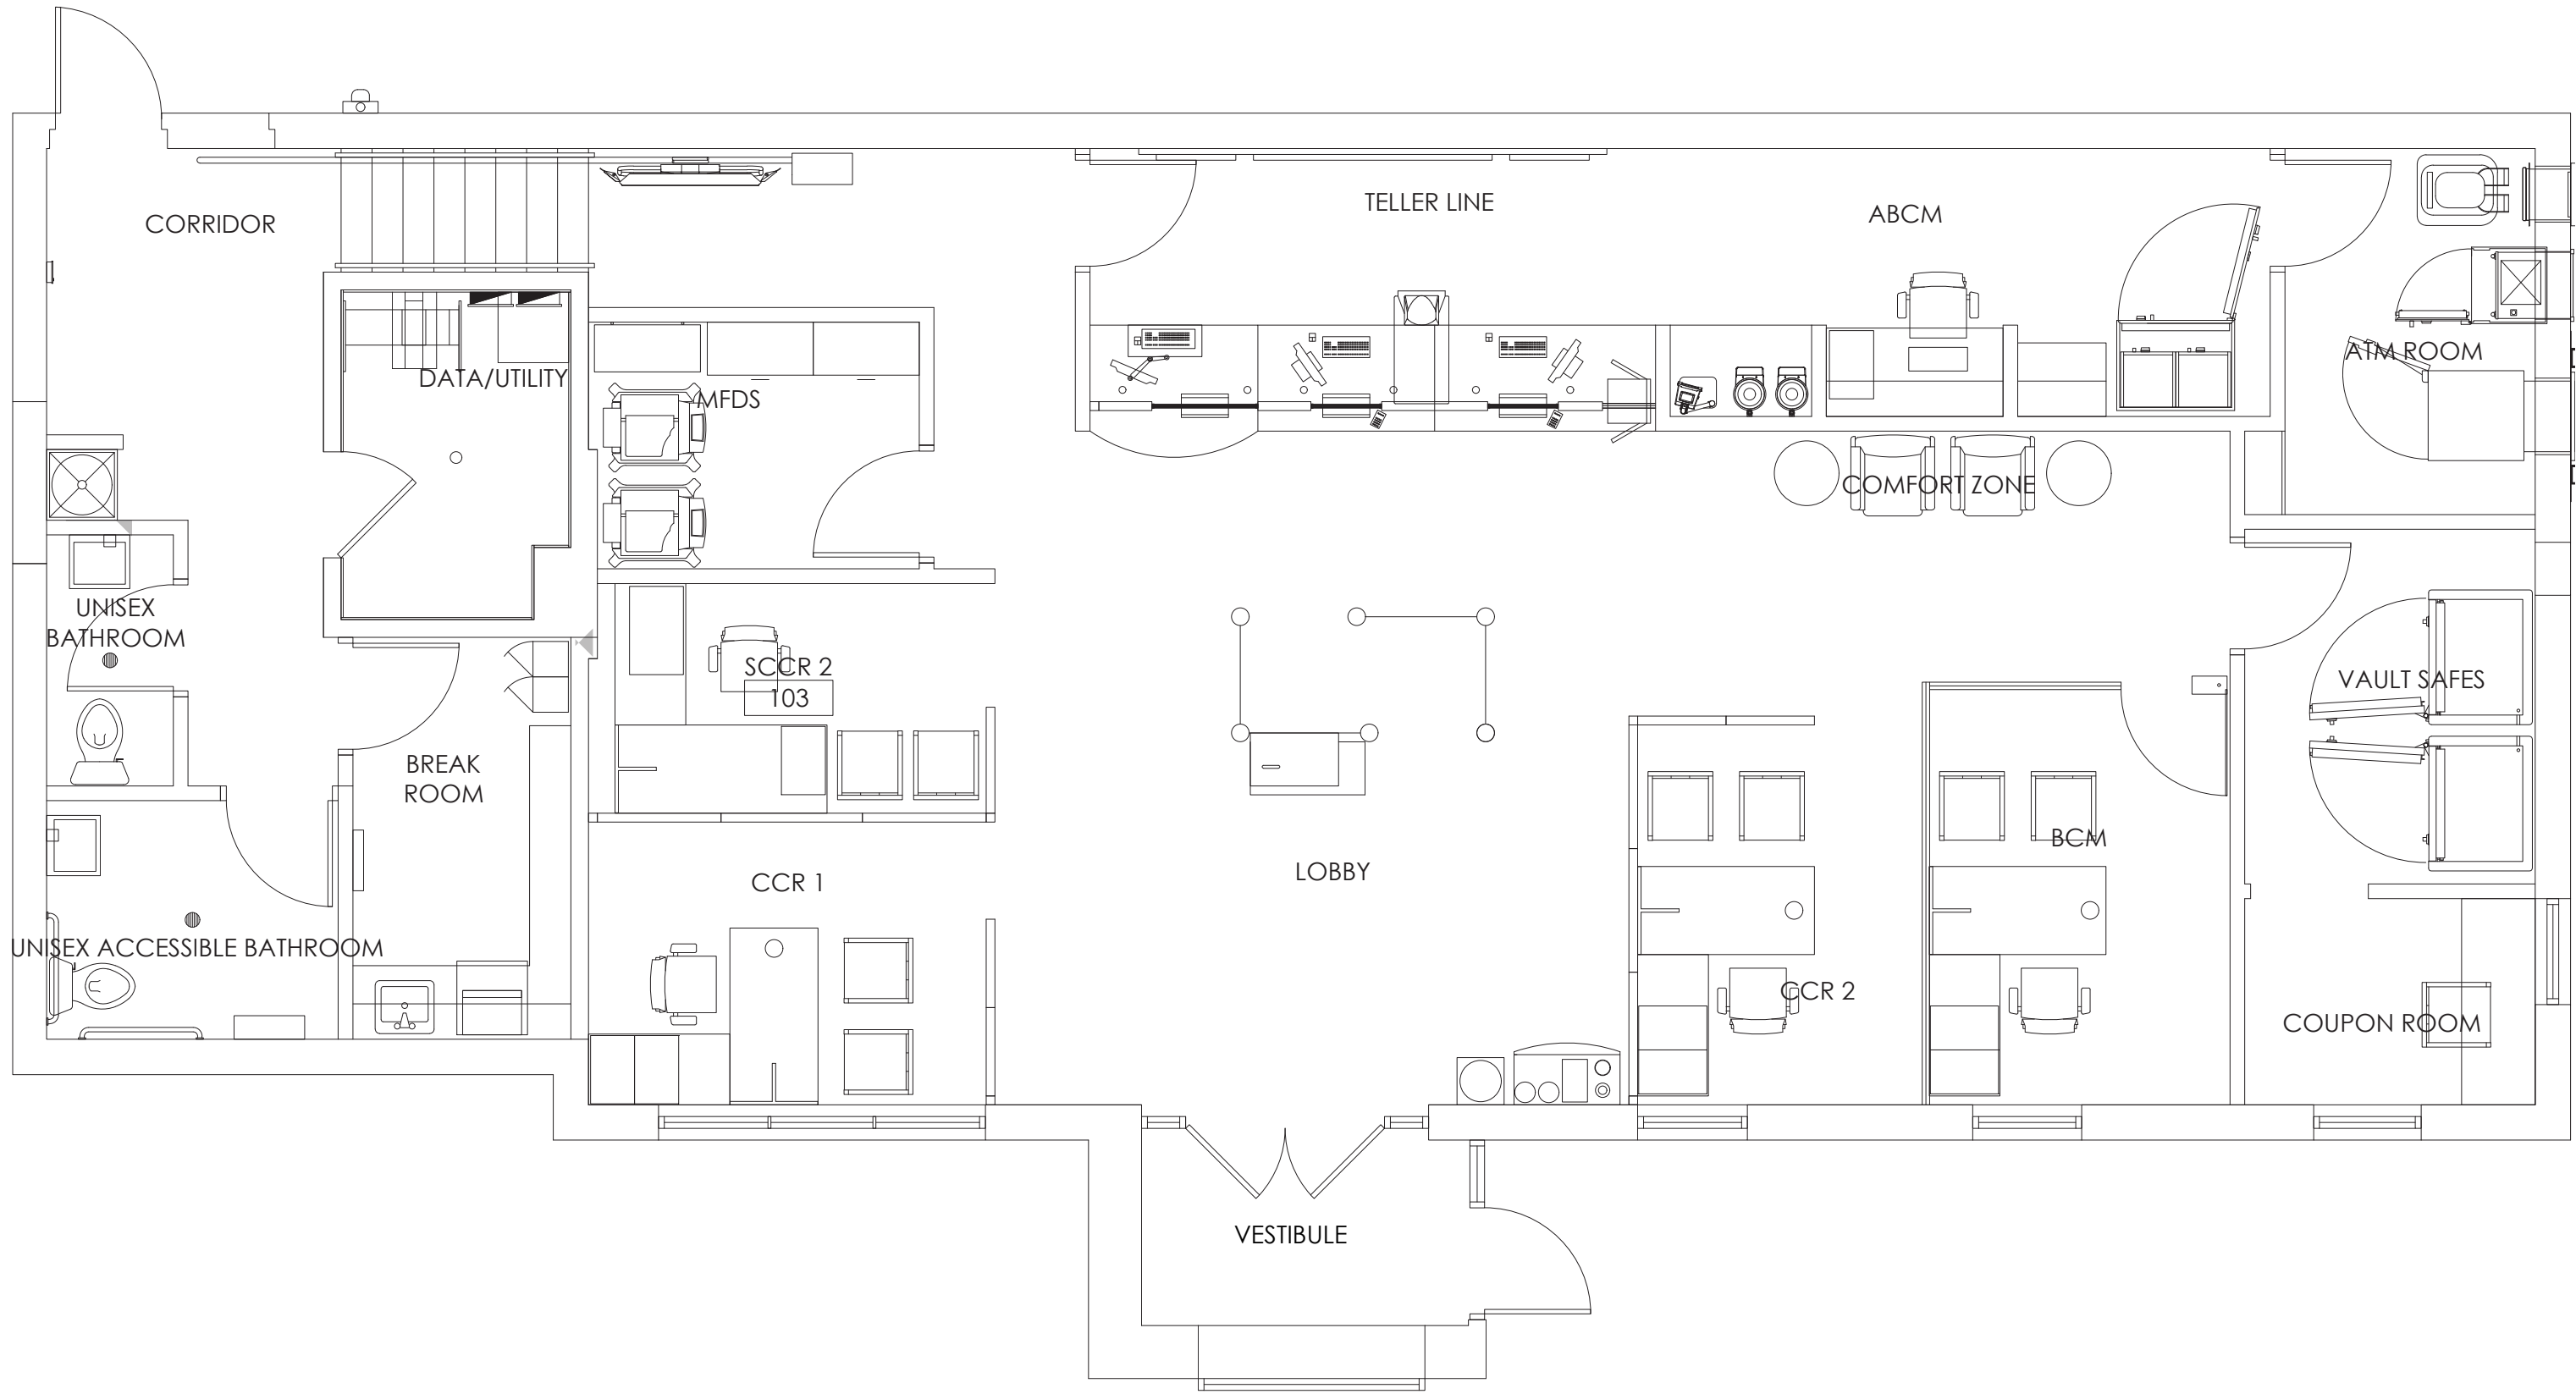 TELLER LINE
ABCM
CORRIDOR
ATM ROOM
DATA/UTILITY
MFDS
COMFORT ZONE
UNISEX
BATHROOM
SCCR 2
103
VAULT SAFES
BREAK
ROOM
BCM
LOBBY
CCR 1
UNISEX ACCESSIBLE BATHROOM
CCR 2
COUPON ROOM
VESTIBULE